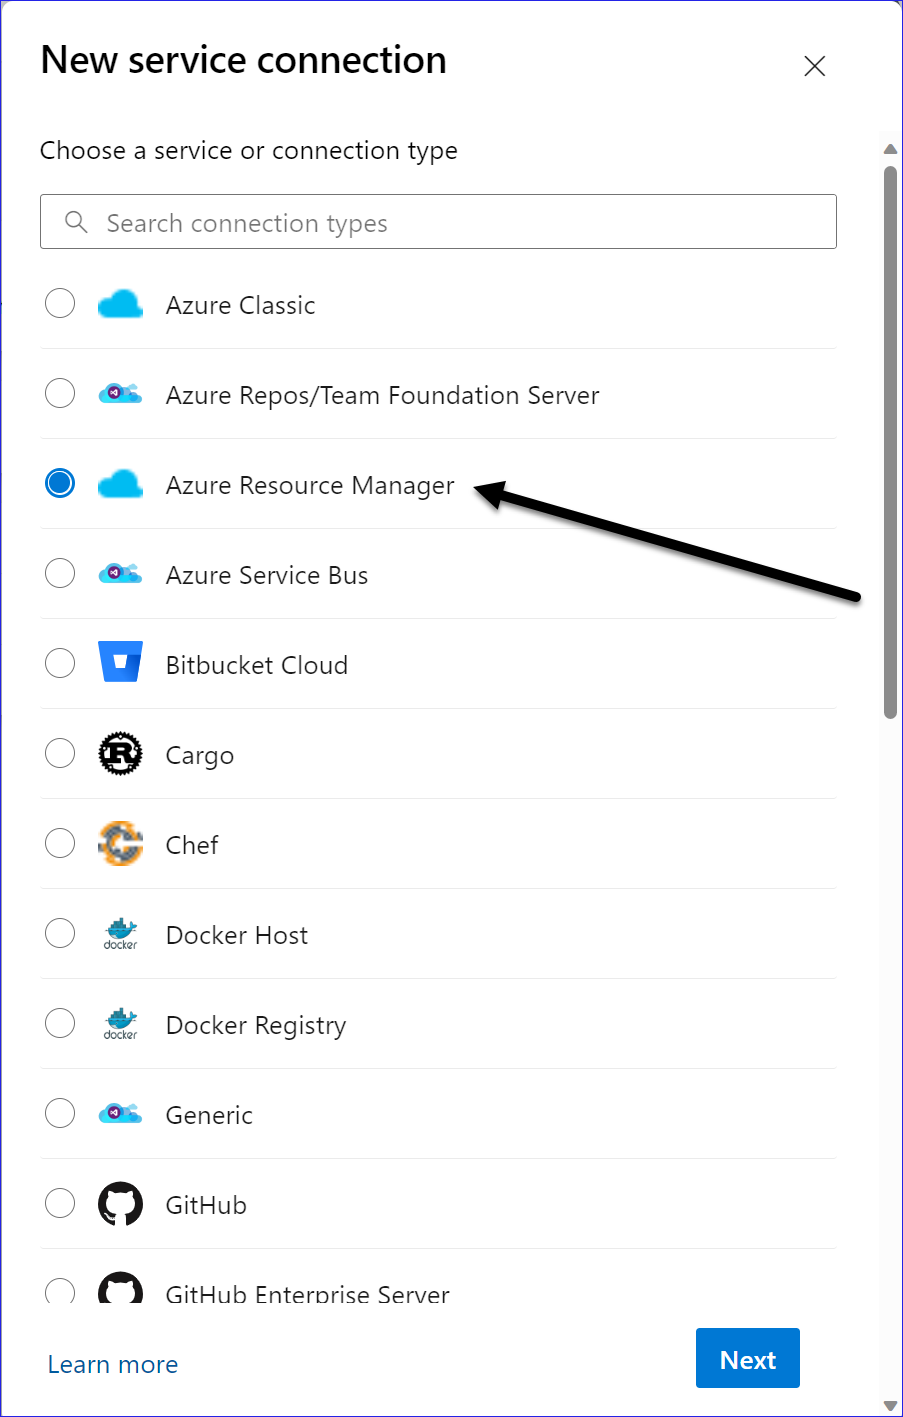 New service connection
Choose a service or connection type
Search connection types
Azure Classic
Azure Repos/Team Foundation Server
Azure Resource Manager
Azure Service Bus
Bitbucket Cloud
Cargo
Chef
docker
Docker Host
docker
Docker Registry
Generic
GitHub
GitHub Enterprise Server
Learn more
Next